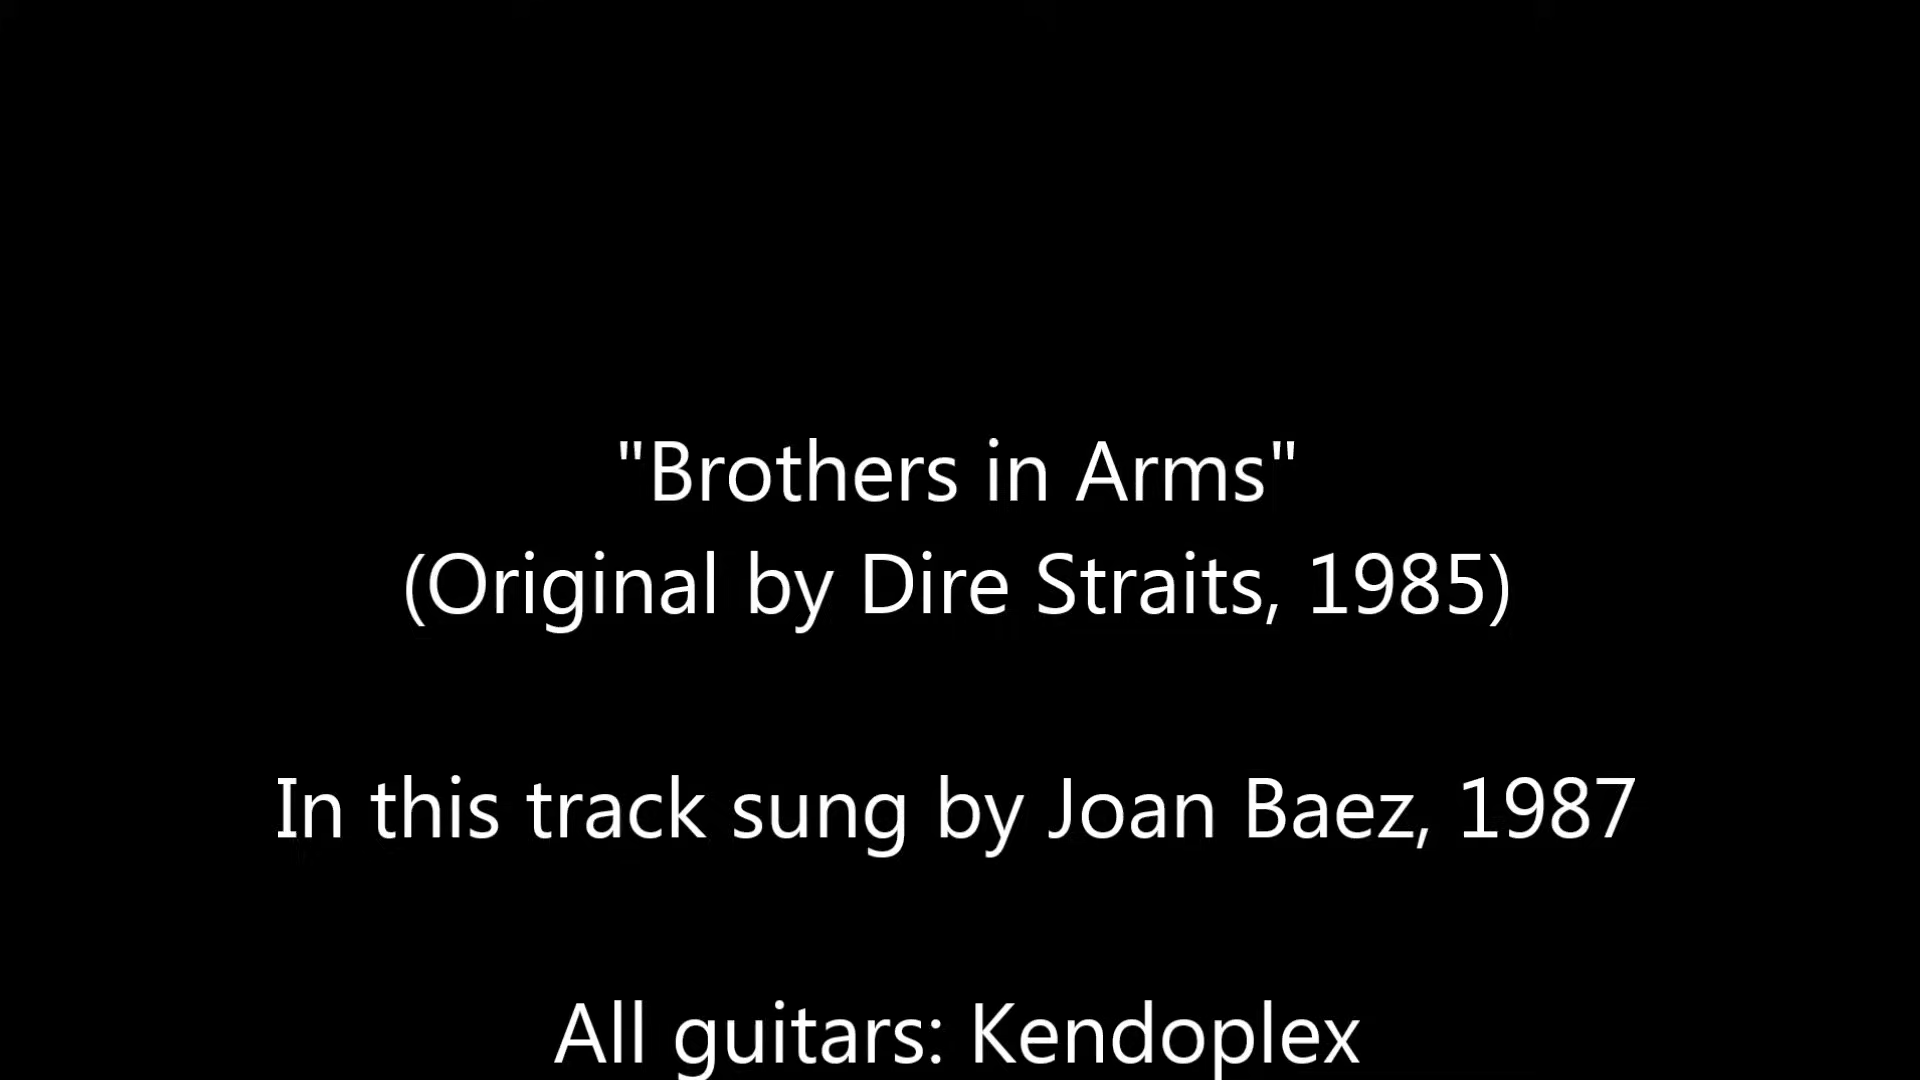 "Brothers in Arms"
(Original by Dire Straits, 1985)
In this track sung by Joan Baez, 1987
All guitars: Kendoplex